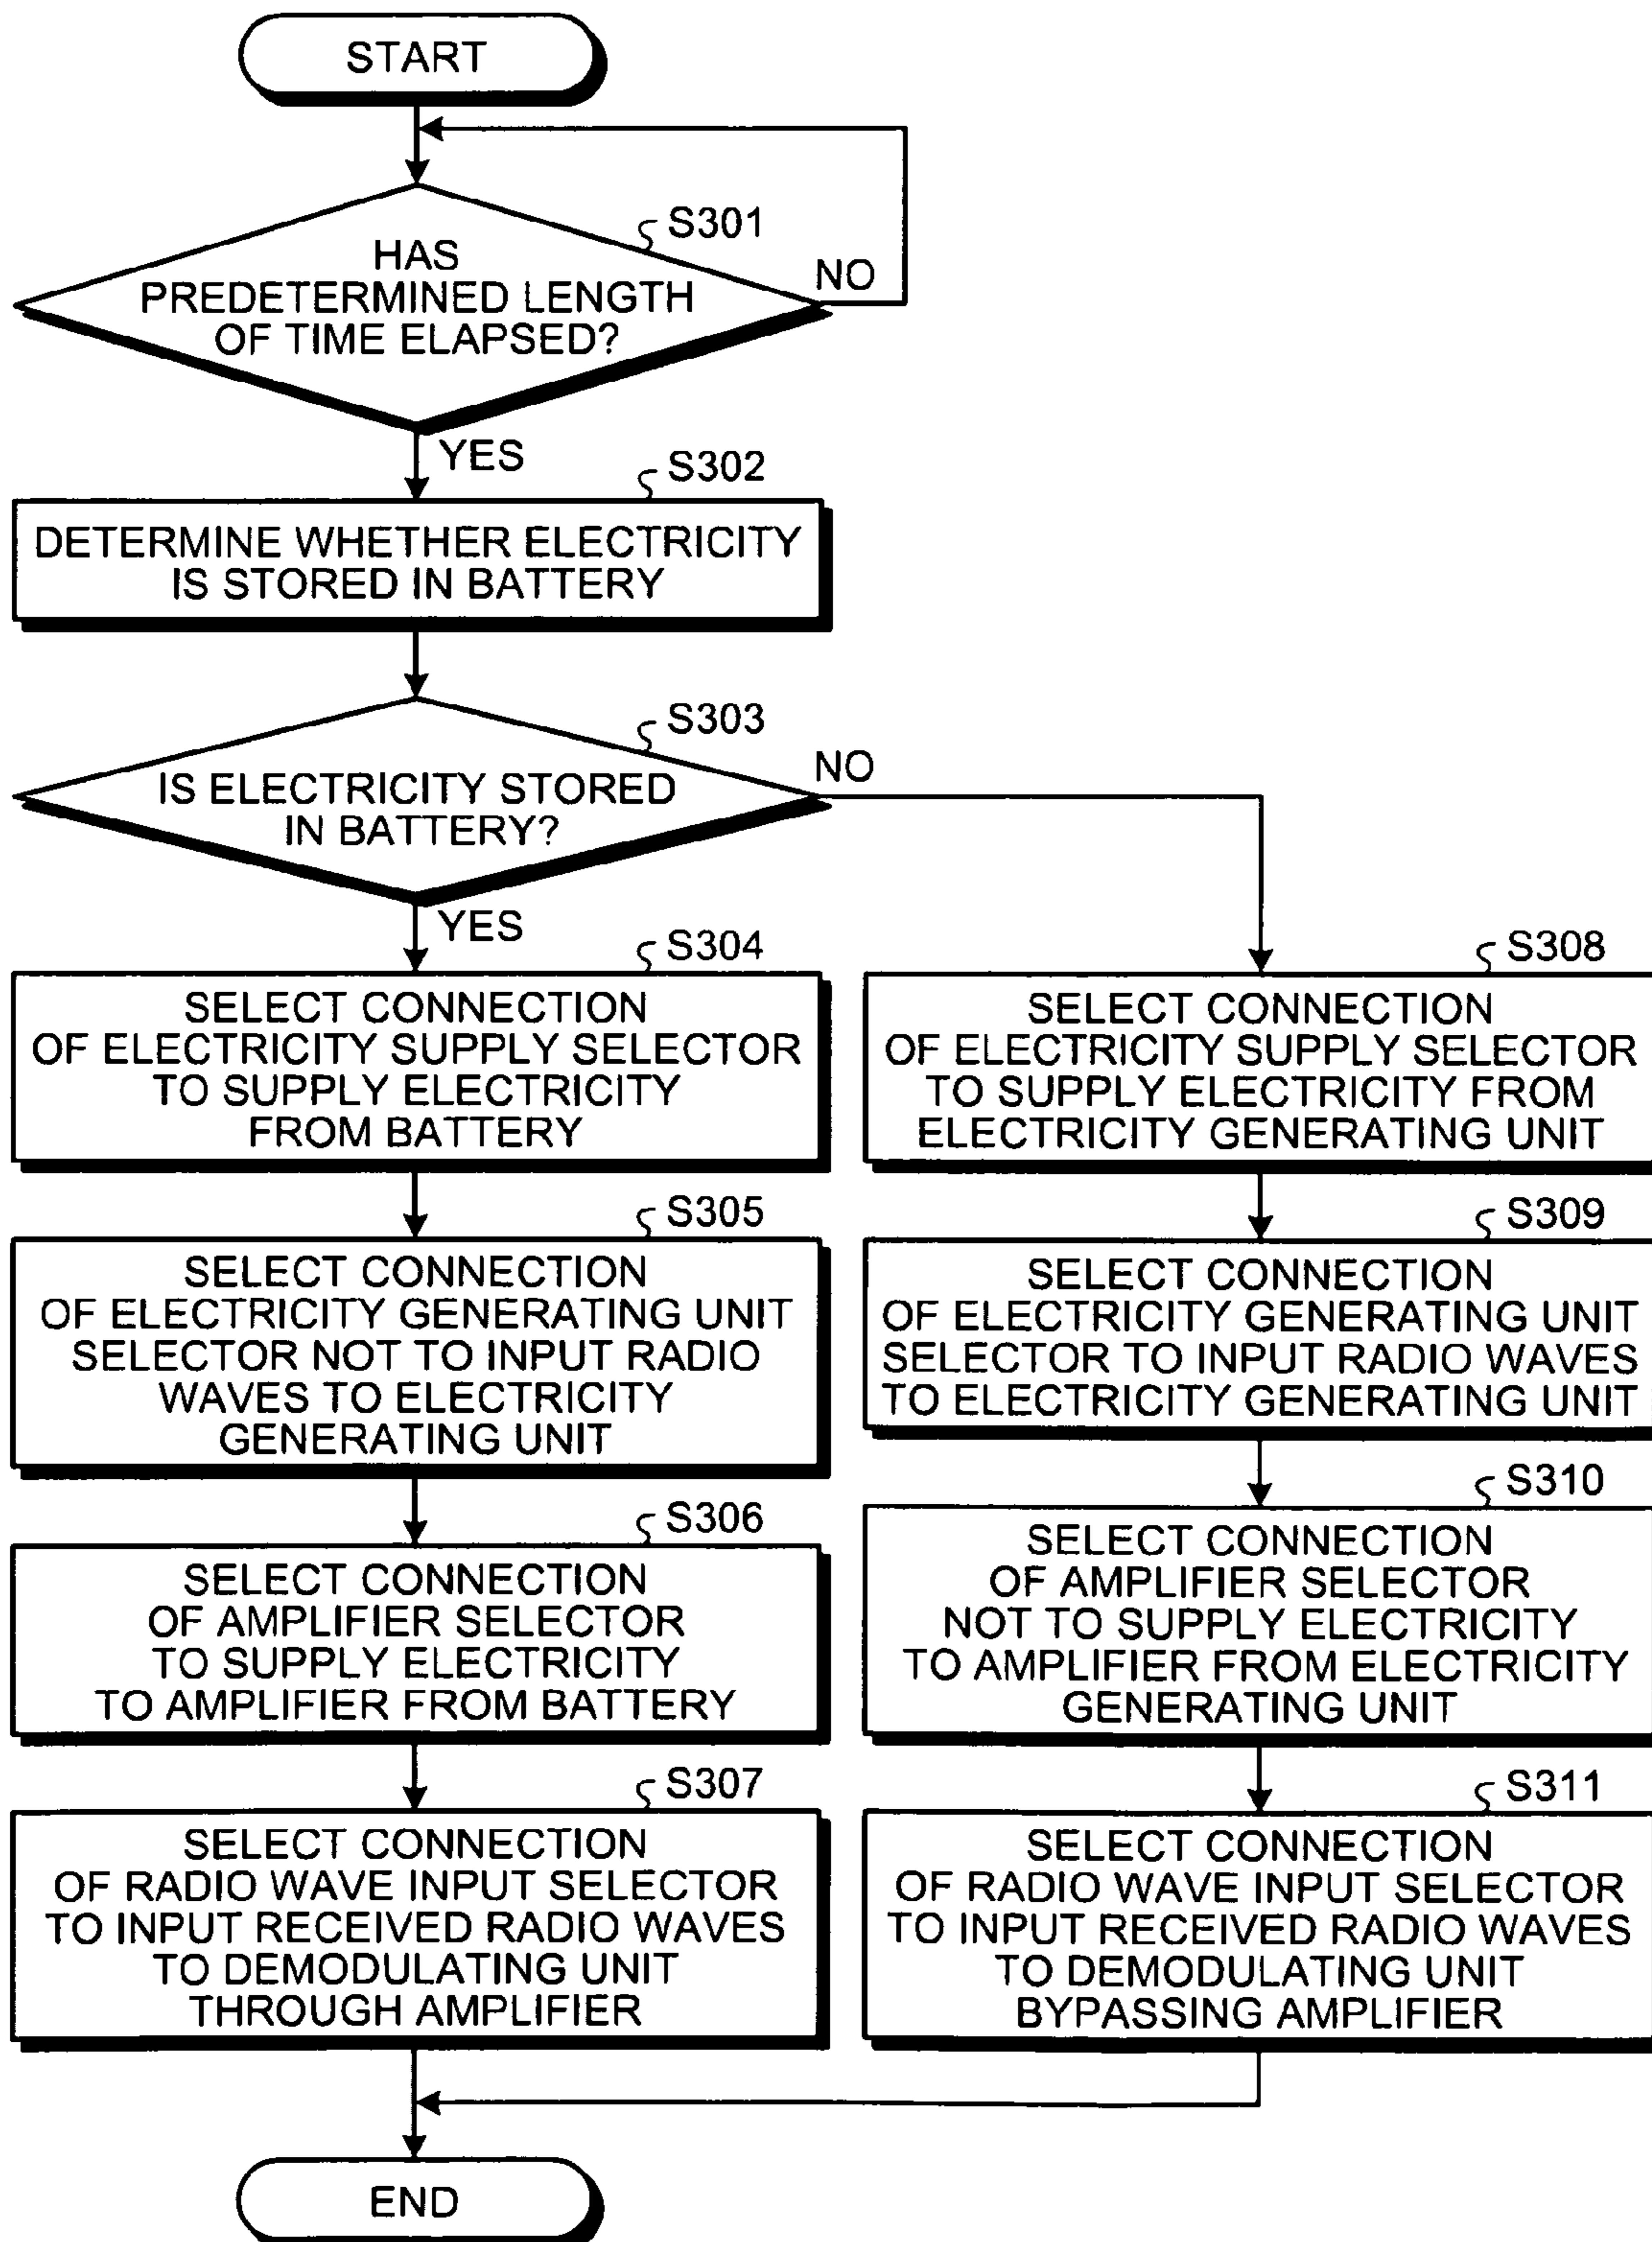 START
S301
HAS
PREDETERMINED LENGTH
OF TIME ELAPSED?
NO
YES
S302
DETERMINE WHETHER ELECTRICITY
IS STORED IN BATTERY
S303
IS ELECTRICITY STORED
IN BATTERY?
NO
YES
S304
SELECT CONNECTION
OF ELECTRICITY SUPPLY SELECTOR
TO SUPPLY ELECTRICITY
FROM BATTERY
S305
SELECT CONNECTION
OF ELECTRICITY GENERATING UNIT
SELECTOR NOT TO INPUT RADIO
WAVES TO ELECTRICITY
GENERATING UNIT
S306
SELECT CONNECTION
OF AMPLIFIER SELECTOR
TO SUPPLY ELECTRICITY
TO AMPLIFIER FROM BATTERY
S307
SELECT CONNECTION
OF RADIO WAVE INPUT SELECTOR
TO INPUT RECEIVED RADIO WAVES
TO DEMODULATING UNIT
THROUGH AMPLIFIER
S308
SELECT CONNECTION
OF ELECTRICITY SUPPLY SELECTOR
TO SUPPLY ELECTRICITY FROM
ELECTRICITY GENERATING UNIT
S309
SELECT CONNECTION
OF ELECTRICITY GENERATING UNIT
SELECTOR TO INPUT RADIO WAVES
TO ELECTRICITY GENERATING UNIT
S310
SELECT CONNECTION
OF AMPLIFIER SELECTOR
NOT TO SUPPLY ELECTRICITY
TO AMPLIFIER FROM ELECTRICITY
GENERATING UNIT
S311
SELECT CONNECTION
OF RADIO WAVE INPUT SELECTOR
TO INPUT RECEIVED RADIO WAVES
TO DEMODULATING UNIT
BYPASSING AMPLIFIER
END